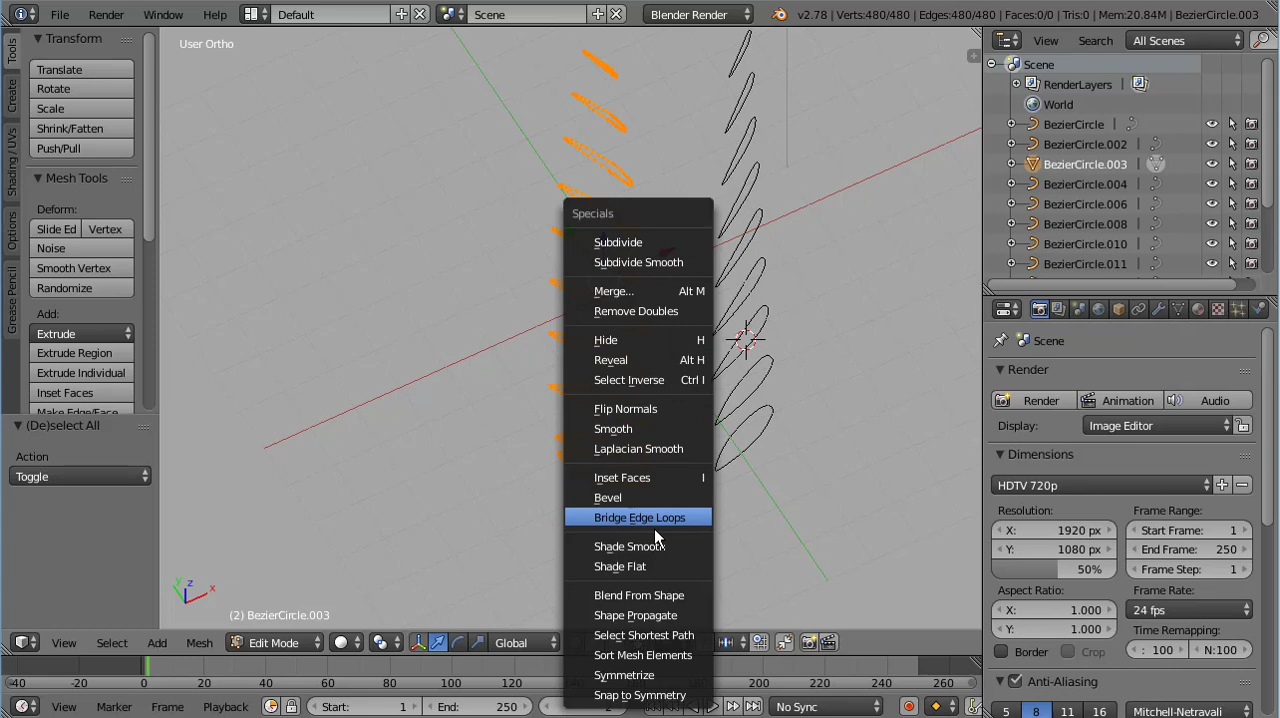 File Render Window Help Default Scene Blender Render v2.78 | Verts:480/480 | Edges:480/480 | Faces:0/0 | Tris:0 | Mem:20.84M | BezierCircle.003
Tools
Create
Shading / UVs
Options
Grease Pencil
Transform
Translate
Rotate
Scale
Shrink/Fatten
Push/Pull
Mesh Tools
Deform:
Slide Ed Vertex
Noise
Smooth Vertex
Randomize
Add:
Extrude
Extrude Region
Extrude Individual
Inset Faces
Make Edge/Face
(De)select All
Action
Toggle
User Ortho
Specials
Subdivide
Subdivide Smooth
Merge... Alt M
Remove Doubles
Hide H
Reveal Alt H
Select Inverse Ctrl I
Flip Normals
Smooth
Laplacian Smooth
Inset Faces I
Bevel
Bridge Edge Loops
Shade Smooth
Shade Flat
Blend From Shape
Shape Propagate
Select Shortest Path
Sort Mesh Elements
Symmetrize
Snap to Symmetry
y z x
(2) BezierCircle.003
View Select Add Mesh Edit Mode Global
-40 -20 0 20 40 60 80 100 120 200 220 240 260
View Marker Frame Playback Start: 1 End: 250 2 No Sync
View Search All Scenes
Scene
RenderLayers |
World
BezierCircle |
BezierCircle.002
BezierCircle.003
BezierCircle.004
BezierCircle.006
BezierCircle.008
BezierCircle.010
BezierCircle.011
Scene
Render
Render Animation Audio
Display: Image Editor
Dimensions
HDTV 720p
Resolution: Frame Range:
X: 1920 px Start Frame: 1
Y: 1080 px End Frame: 250
50% Frame Step: 1
Aspect Ratio: Frame Rate:
X: 1.000 24 fps
Y: 1.000 Time Remapping:
Border Crop : 100 N:100
Anti-Aliasing
5 8 11 16 Mitchell-Netravali